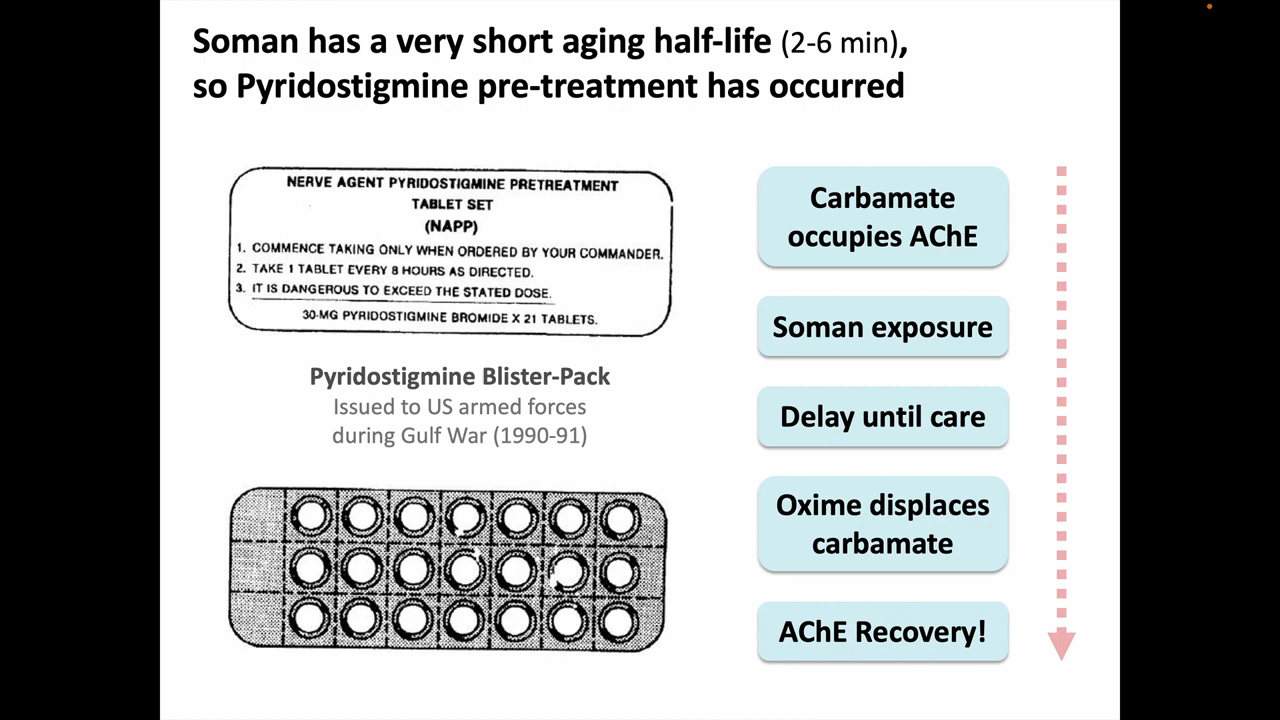 Soman has a very short aging half-life (2-6 min),
so Pyridostigmine pre-treatment has occurred
NERVE AGENT PYRIDOSTIGMINE PRETREATMENT
TABLET SET
(NAPP)
1. COMMENCE TAKING ONLY WHEN ORDERED BY YOUR COMMANDER.
2. TAKE 1 TABLET EVERY 8 HOURS AS DIRECTED.
3. IT IS DANGEROUS TO EXCEED THE STATED DOSE.
30-MG PYRIDOSTIGMINE BROMIDE X 21 TABLETS.
Pyridostigmine Blister-Pack
Issued to US armed forces
during Gulf War (1990-91)
Carbamate
occupies AChE
Soman exposure
Delay until care
Oxime displaces
carbamate
AChE Recovery!